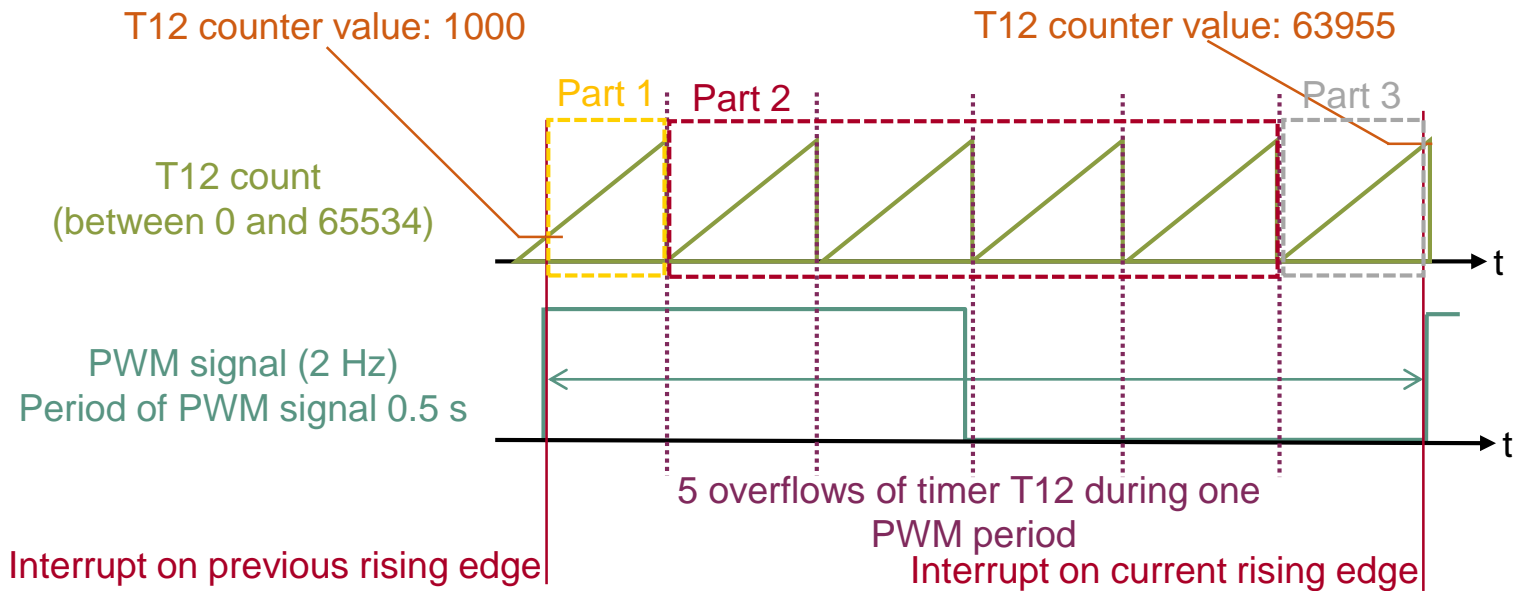 T12 counter value: 1000
T12 counter value: 63955
Part 1
Part 2
Part 3
T12 count
(between 0 and 65534)
t
PWM signal (2 Hz)
Period of PWM signal 0.5 s
t
5 overflows of timer T12 during one
PWM period
Interrupt on previous rising edge
Interrupt on current rising edge